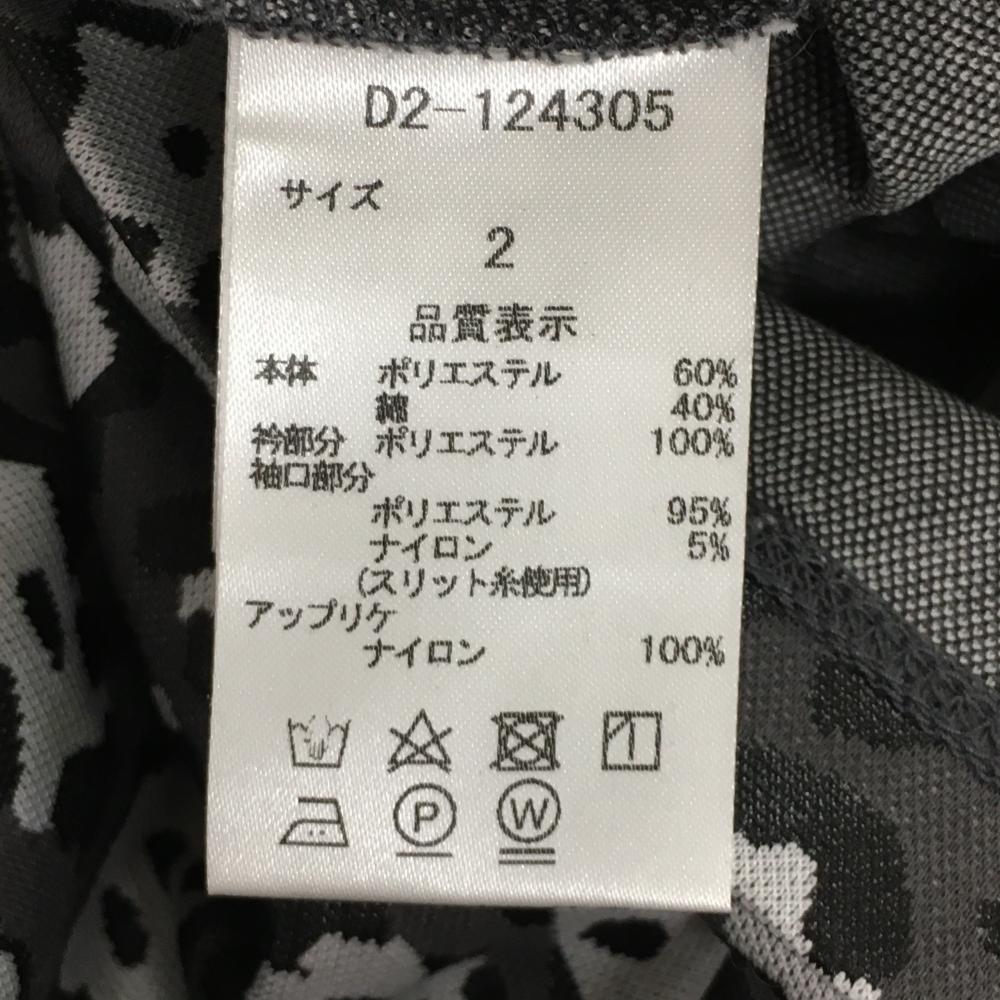 D2-124305
サイズ
2
品質表示
本体 ポリエステル 60%
綿 40%
衿部分 ポリエステル 100%
袖口部分
ポリエステル 95%
ナイロン 5%
(スリット糸使用)
アップリケ
ナイロン 100%
P W